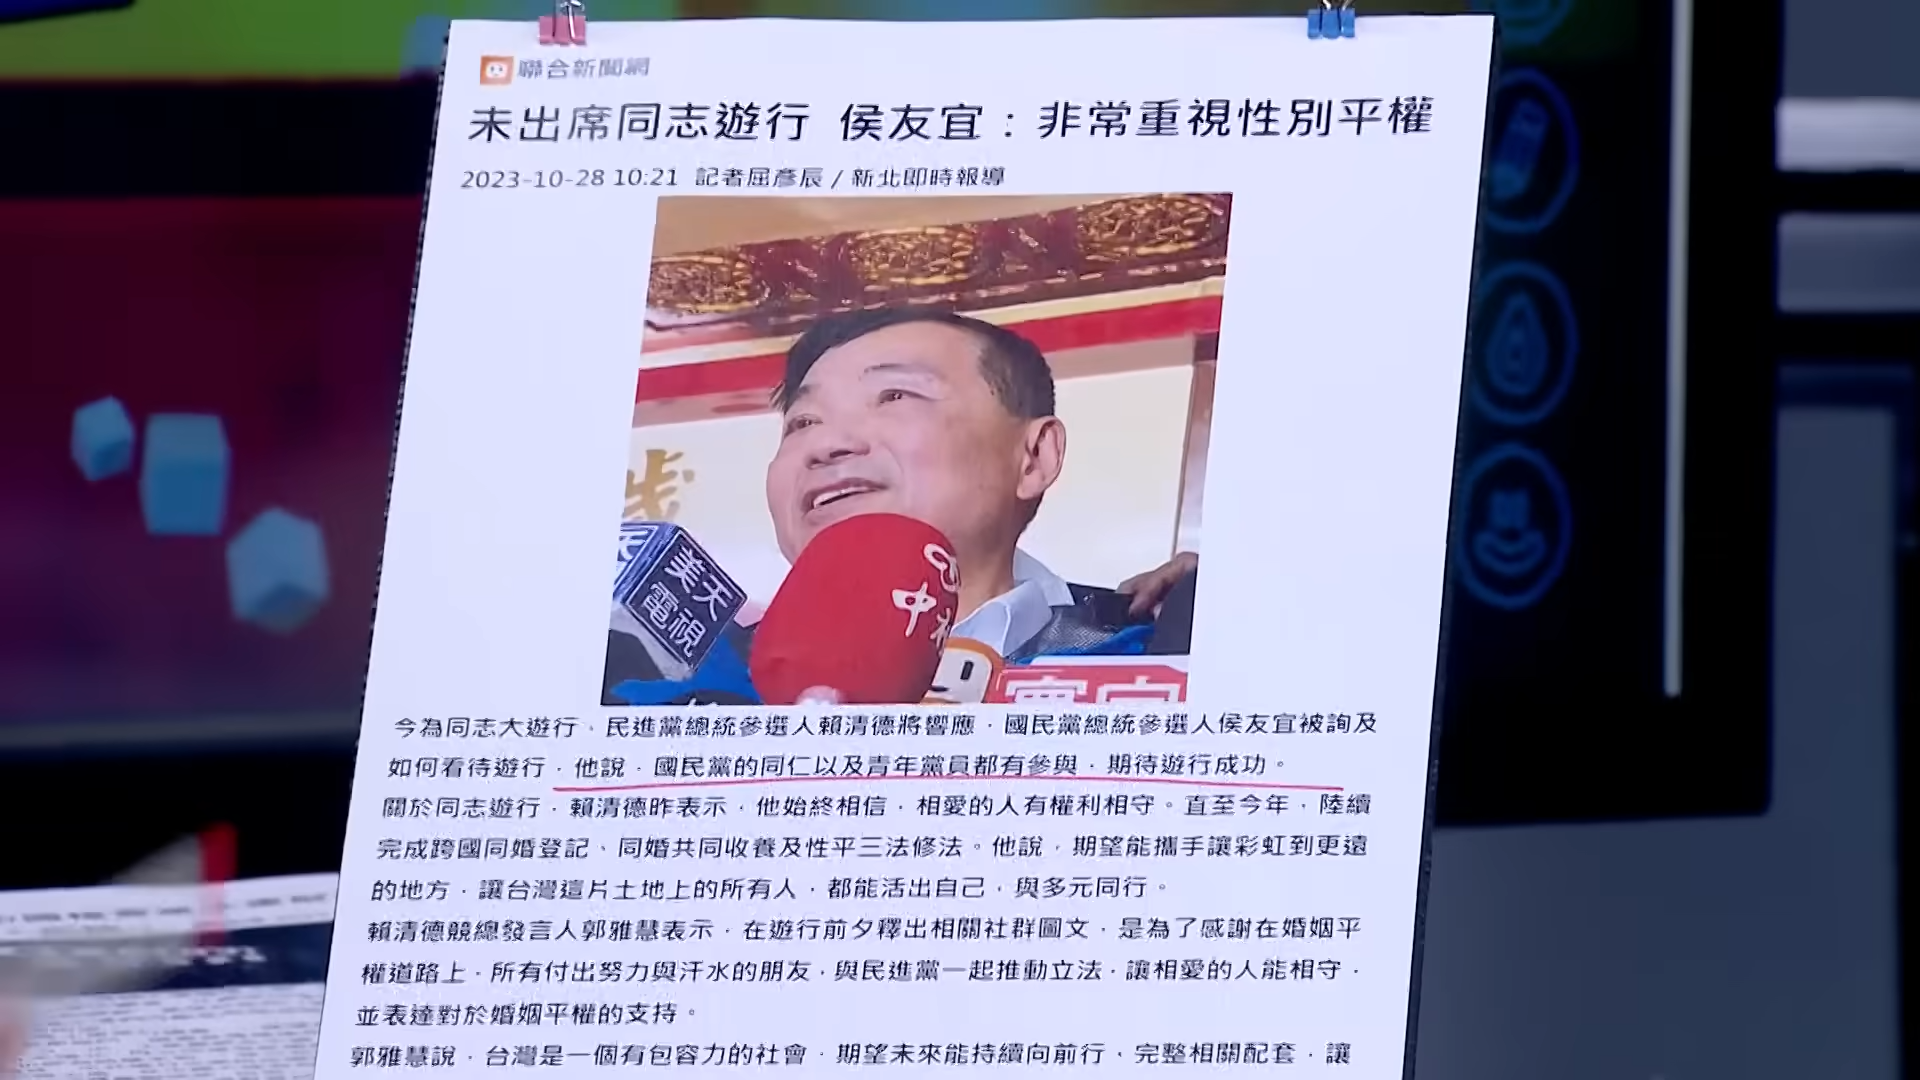 聯合新聞網
未出席同志遊行 侯友宜：非常重視性別平權
2023-10-28 10:21 記者屈彥辰／新北即時報導
美天
電視
中
今為同志大遊行，民進黨總統參選人賴清德將響應，國民黨總統參選人侯友宜被詢及
如何看待遊行，他說，國民黨的同仁以及青年黨員都有參與，期待遊行成功。
關於同志遊行，賴清德昨表示，他始終相信，相愛的人有權利相守。直至今年，陸續
完成跨國同婚登記、同婚共同收養及性平三法修法。他說，期望能攜手讓彩虹到更遠
的地方，讓台灣這片土地上的所有人，都能活出自己，與多元同行。
賴清德競總發言人郭雅慧表示，在遊行前夕釋出相關社群圖文，是為了感謝在婚姻平
權道路上，所有付出努力與汗水的朋友，與民進黨一起推動立法，讓相愛的人能相守，
並表達對於婚姻平權的支持。
郭雅慧說，台灣是一個有包容力的社會，期望未來能持續向前行、完整相關配套，讓